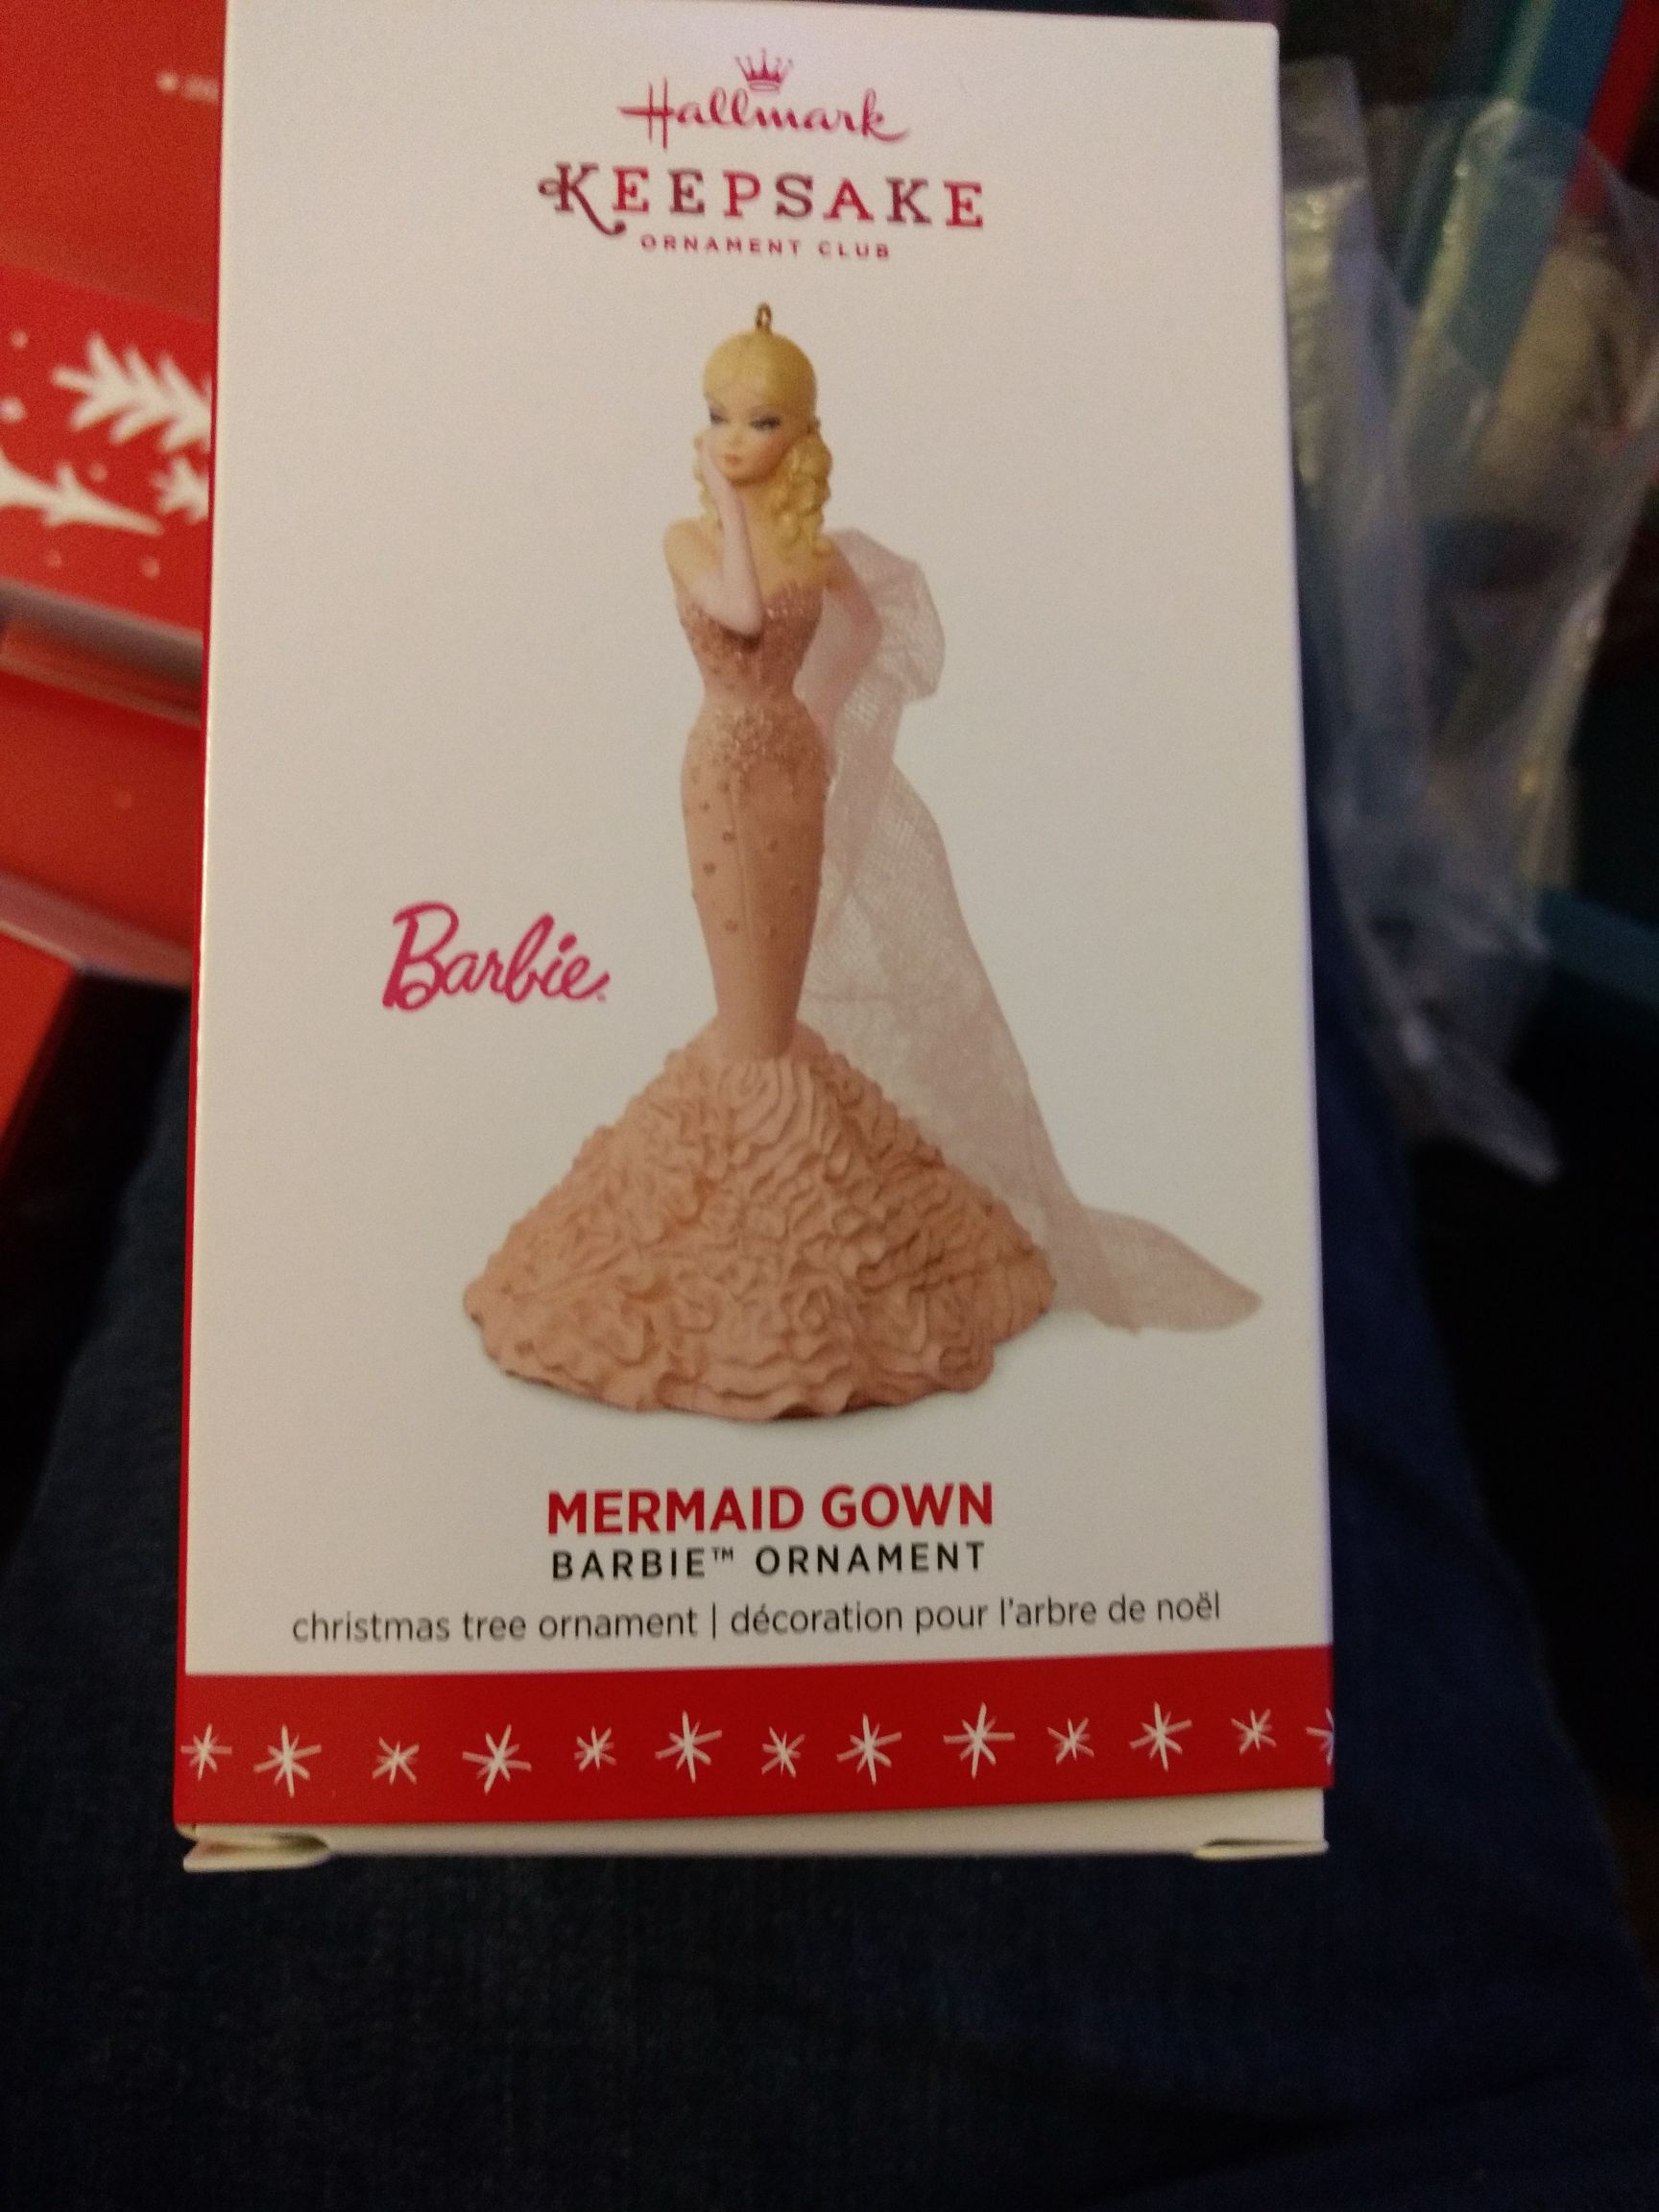 Hallmark
KEEPSAKE
ORNAMENT CLUB
Barbie
MERMAID GOWN
BARBIE™ ORNAMENT
christmas tree ornament | décoration pour l'arbre de noël